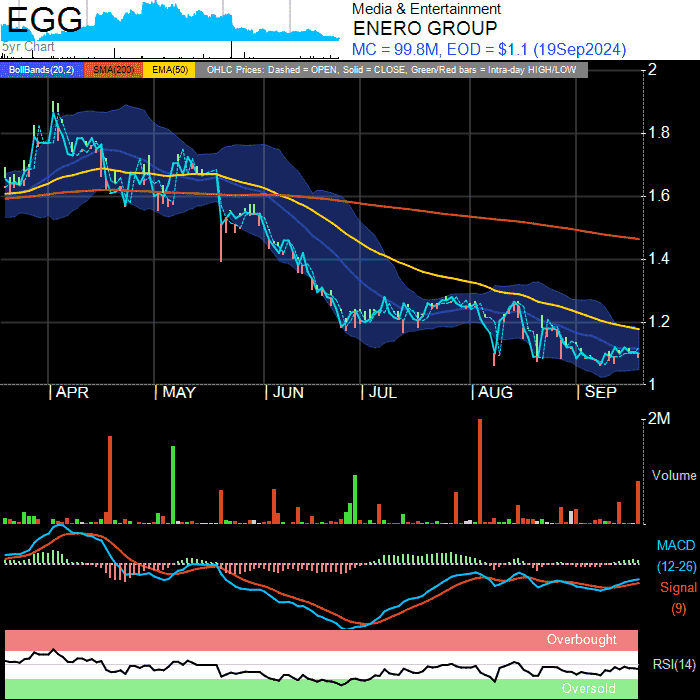 EGG
5yr Chart
Media & Entertainment
ENERO GROUP
MC = 99.8M, EOD = $1.1 (19Sep2024)
BollBands(20,2) SMA(200) EMA(50) OHLC Prices: Dashed = OPEN, Solid = CLOSE, Green/Red bars = Intra-day HIGH/LOW
2
1.8
1.6
1.4
1.2
1
APR MAY JUN JUL AUG SEP
2M
Volume
MACD
(12-26)
Signal
(9)
Overbought
RSI(14)
Oversold